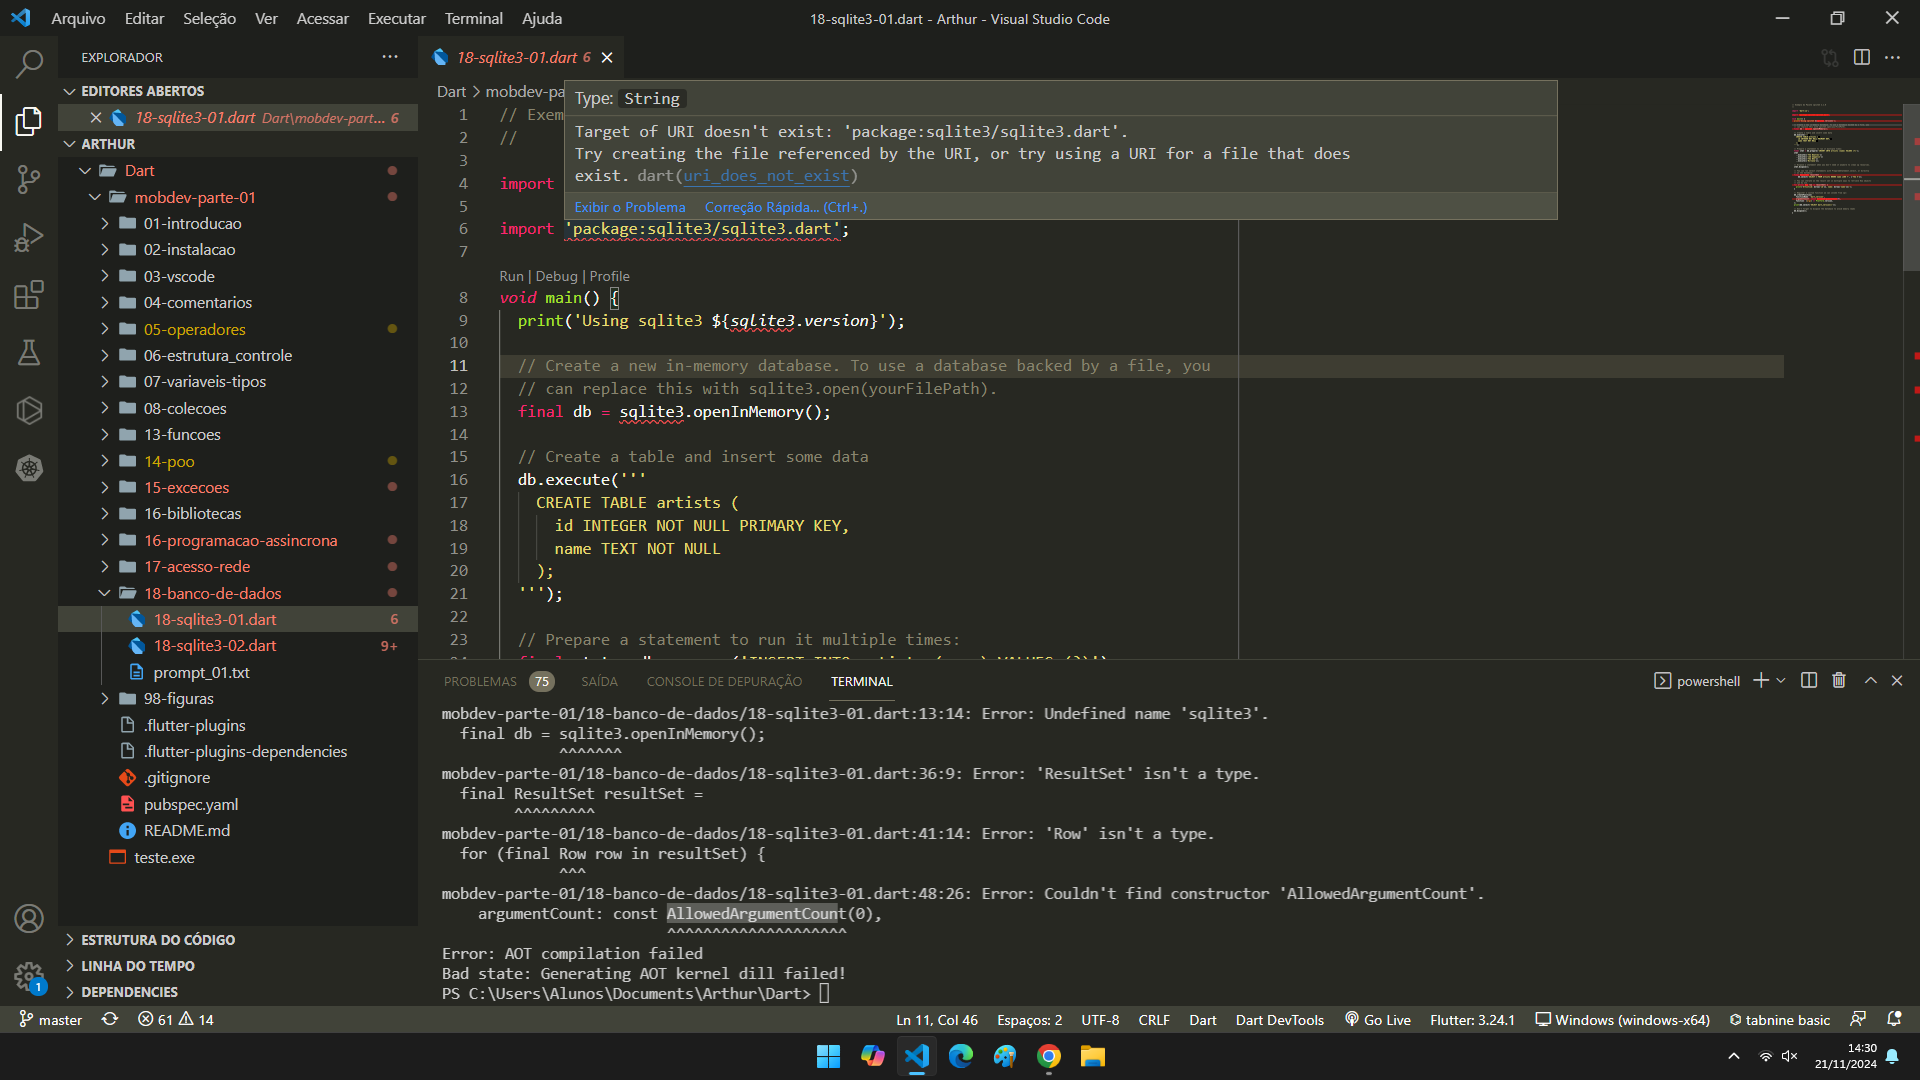 Arquivo Editar Seleção Ver Acessar Executar Terminal Ajuda
18-sqlite3-01.dart - Arthur - Visual Studio Code
EXPLORADOR
EDITORES ABERTOS
18-sqlite3-01.dart Dart\mobdev-part... 6
ARTHUR
Dart
mobdev-parte-01
01-introducao
02-instalacao
03-vscode
04-comentarios
05-operadores
06-estrutura_controle
07-variaveis-tipos
08-colecoes
13-funcoes
14-poo
15-excecoes
16-bibliotecas
16-programacao-assincrona
17-acesso-rede
18-banco-de-dados
18-sqlite3-01.dart 6
18-sqlite3-02.dart 9+
prompt_01.txt
98-figuras
.flutter-plugins
.flutter-plugins-dependencies
.gitignore
pubspec.yaml
README.md
teste.exe
ESTRUTURA DO CÓDIGO
LINHA DO TEMPO
DEPENDENCIES
1
18-sqlite3-01.dart 6
Dart > mobdev-pa
Type: String
Target of URI doesn't exist: 'package:sqlite3/sqlite3.dart'.
Try creating the file referenced by the URI, or try using a URI for a file that does
exist. dart(uri_does_not_exist)
Exibir o Problema Correção Rápida... (Ctrl+.)
1 // Exem
2 //
3
4 import
5
6 import 'package:sqlite3/sqlite3.dart';
7
Run | Debug | Profile
8 void main() {
9 print('Using sqlite3 ${sqlite3.version}');
10
11 // Create a new in-memory database. To use a database backed by a file, you
12 // can replace this with sqlite3.open(yourFilePath).
13 final db = sqlite3.openInMemory();
14
15 // Create a table and insert some data
16 db.execute('''
17 CREATE TABLE artists (
18 id INTEGER NOT NULL PRIMARY KEY,
19 name TEXT NOT NULL
20 );
21 ''');
22
23 // Prepare a statement to run it multiple times:
PROBLEMAS 75 SAÍDA CONSOLE DE DEPURAÇÃO TERMINAL
powershell
mobdev-parte-01/18-banco-de-dados/18-sqlite3-01.dart:13:14: Error: Undefined name 'sqlite3'.
final db = sqlite3.openInMemory();
^^^^^^^
mobdev-parte-01/18-banco-de-dados/18-sqlite3-01.dart:36:9: Error: 'ResultSet' isn't a type.
final ResultSet resultSet =
^^^^^^^^^
mobdev-parte-01/18-banco-de-dados/18-sqlite3-01.dart:41:14: Error: 'Row' isn't a type.
for (final Row row in resultSet) {
^^^
mobdev-parte-01/18-banco-de-dados/18-sqlite3-01.dart:48:26: Error: Couldn't find constructor 'AllowedArgumentCount'.
argumentCount: const AllowedArgumentCount(0),
^^^^^^^^^^^^^^^^^^^^
Error: AOT compilation failed
Bad state: Generating AOT kernel dill failed!
PS C:\Users\Alunos\Documents\Arthur\Dart>
master 61 14
Ln 11, Col 46 Espaços: 2 UTF-8 CRLF Dart Dart DevTools Go Live Flutter: 3.24.1 Windows (windows-x64) tabnine basic
14:30
21/11/2024